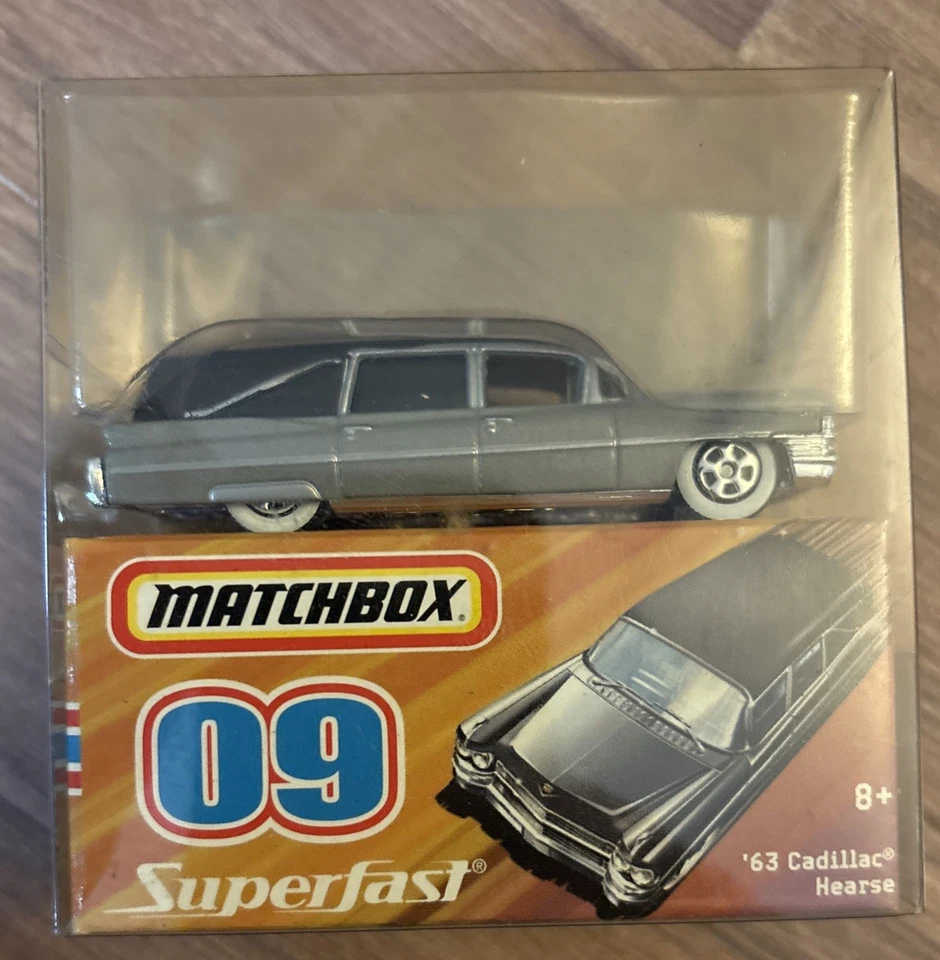 MATCHBOX®
09
Superfast®
8+
'63 Cadillac®
Hearse